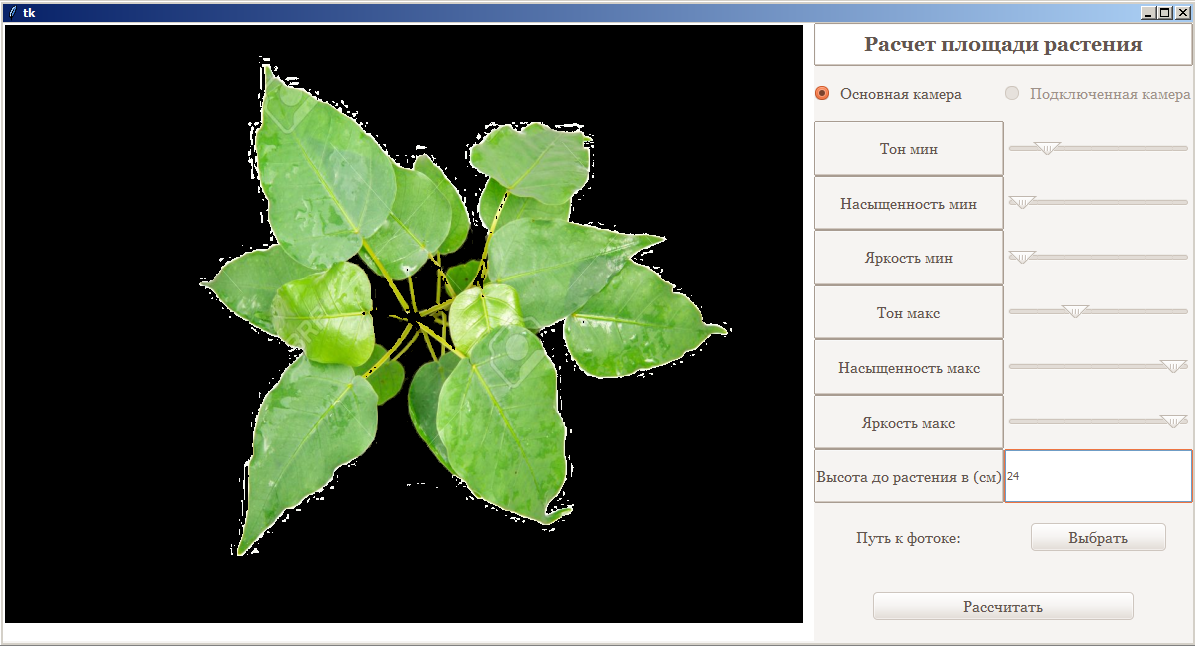 tk
Расчет площади растения
Основная камера
Подключенная камера
Тон мин
Насыщенность мин
Яркость мин
Тон макс
Насыщенность макс
Яркость макс
Высота до растения в (см)
24
Путь к фотоке:
Выбрать
Рассчитать